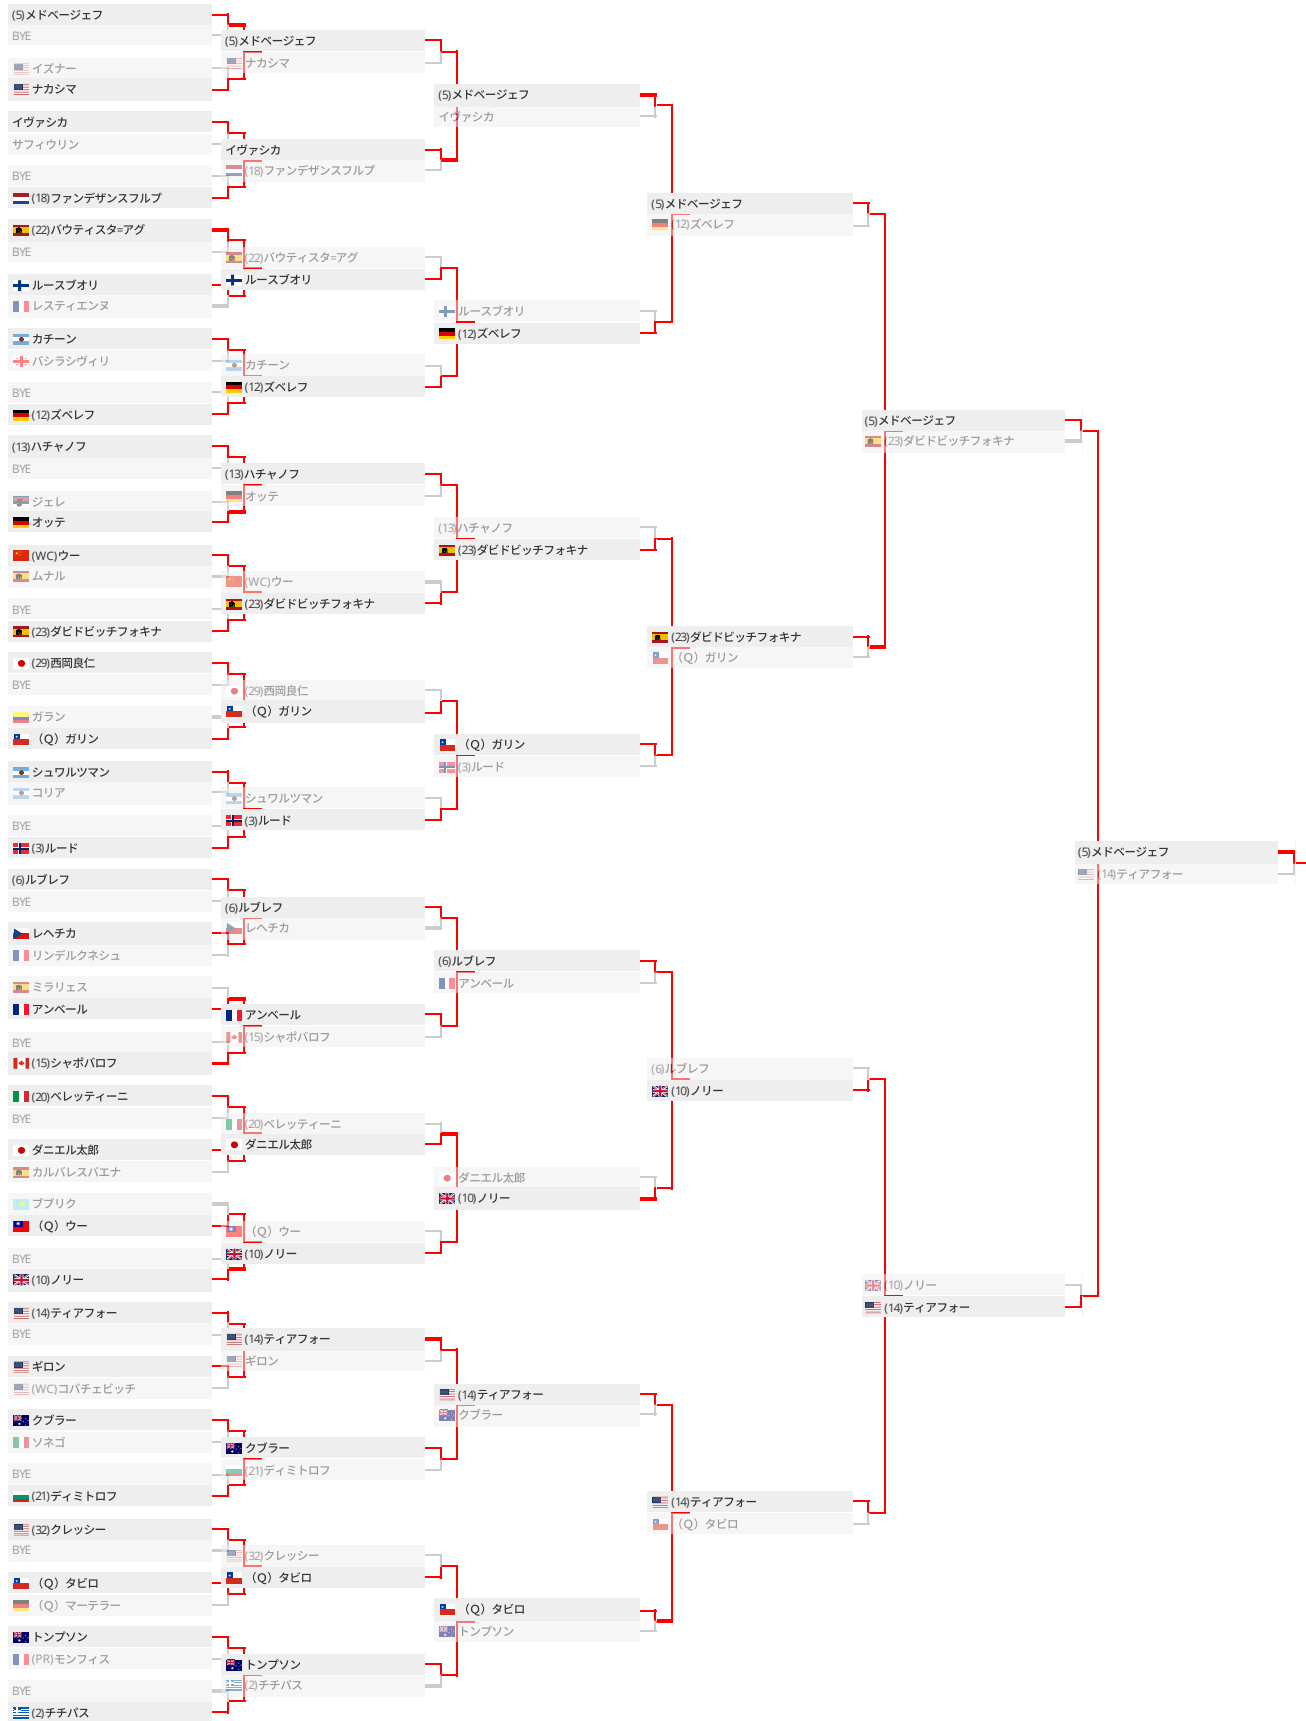 (5)メドベージェフ
BYE
イズナー
ナカシマ
イヴァシカ
サフィウリン
BYE
(18)ファンデザンスフルプ
(22)バウティスタ=アグ
BYE
ルースブオリ
レスティエンヌ
カチーン
バシラシヴィリ
BYE
(12)ズベレフ
(13)ハチャノフ
BYE
ジェレ
オッテ
(WC)ウー
ムナル
BYE
(23)ダビドビッチフォキナ
(29)西岡良仁
BYE
ガラン
（Q）ガリン
シュワルツマン
コリア
BYE
(3)ルード
(6)ルブレフ
BYE
レヘチカ
リンデルクネシュ
ミラリェス
アンベール
BYE
(15)シャポバロフ
(20)ベレッティーニ
BYE
ダニエル太郎
カルバレスバエナ
ブブリク
（Q）ウー
BYE
(10)ノリー
(14)ティアフォー
BYE
ギロン
(WC)コバチェビッチ
クブラー
ソネゴ
BYE
(21)ディミトロフ
(32)クレッシー
BYE
（Q）タビロ
（Q）マーテラー
トンプソン
(PR)モンフィス
BYE
(2)チチパス
(5)メドベージェフ
ナカシマ
イヴァシカ
(18)ファンデザンスフルプ
(22)バウティスタ=アグ
ルースブオリ
カチーン
(12)ズベレフ
(13)ハチャノフ
オッテ
(WC)ウー
(23)ダビドビッチフォキナ
(29)西岡良仁
（Q）ガリン
シュワルツマン
(3)ルード
(6)ルブレフ
レヘチカ
アンベール
(15)シャポバロフ
(20)ベレッティーニ
ダニエル太郎
（Q）ウー
(10)ノリー
(14)ティアフォー
ギロン
クブラー
(21)ディミトロフ
(32)クレッシー
（Q）タビロ
トンプソン
(2)チチパス
(5)メドベージェフ
イヴァシカ
ルースブオリ
(12)ズベレフ
(13)ハチャノフ
(23)ダビドビッチフォキナ
（Q）ガリン
(3)ルード
(6)ルブレフ
アンベール
ダニエル太郎
(10)ノリー
(14)ティアフォー
クブラー
（Q）タビロ
トンプソン
(5)メドベージェフ
(12)ズベレフ
(23)ダビドビッチフォキナ
（Q）ガリン
(6)ルブレフ
(10)ノリー
(14)ティアフォー
（Q）タビロ
(5)メドベージェフ
(23)ダビドビッチフォキナ
(10)ノリー
(14)ティアフォー
(5)メドベージェフ
(14)ティアフォー